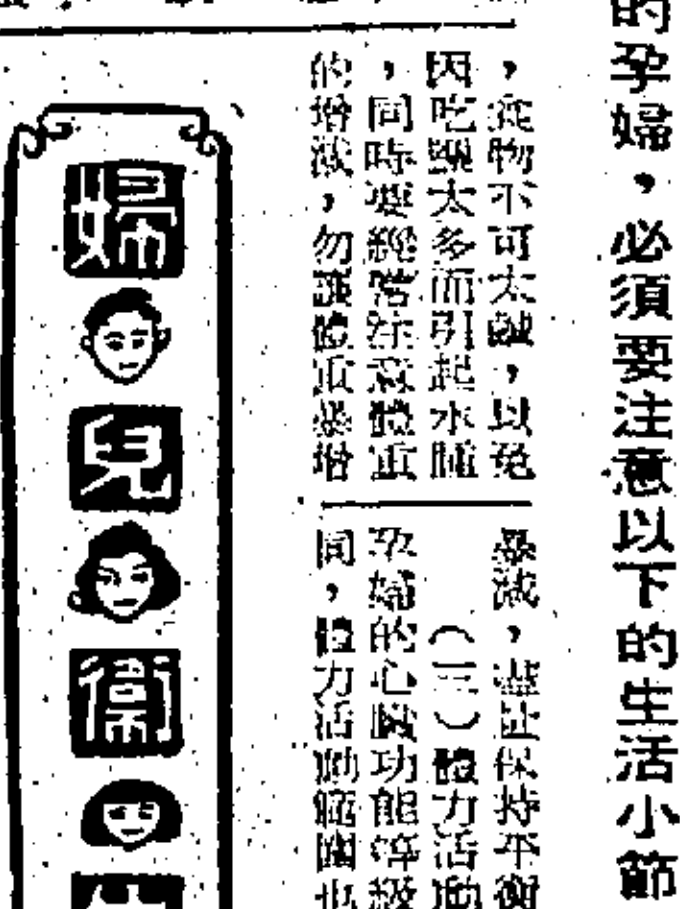 的孕婦，必須要注意以下的生活小節
，食物不可太鹹，以免
因吃鹽太多而引起水腫
，同時要經常注意體重
的增減，勿讓體重暴增
暴減，盡量保持平衡
（三）體力活動
孕婦的心臟功能等級
同，體力活動範圍也
婦兒衛